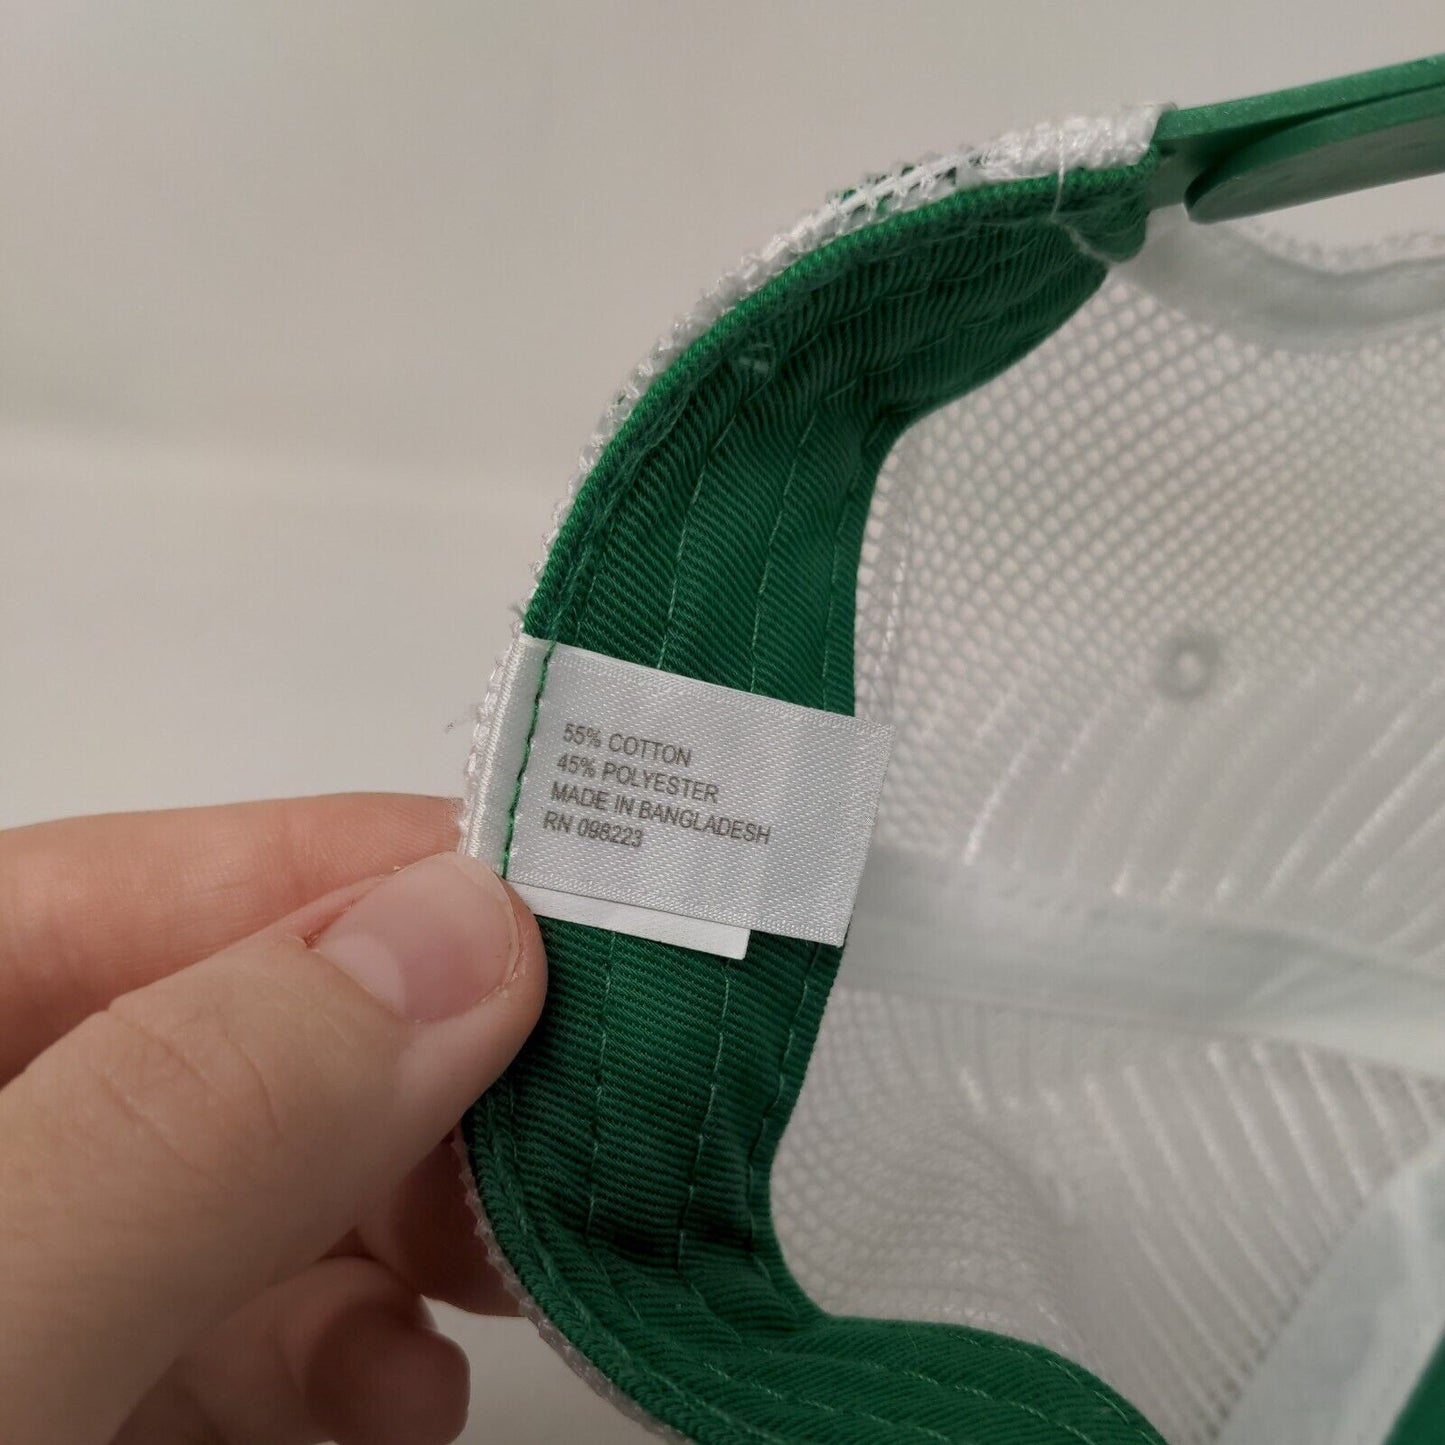 55% COTTON
45% POLYESTER
MADE IN BANGLADESH
RN 098223